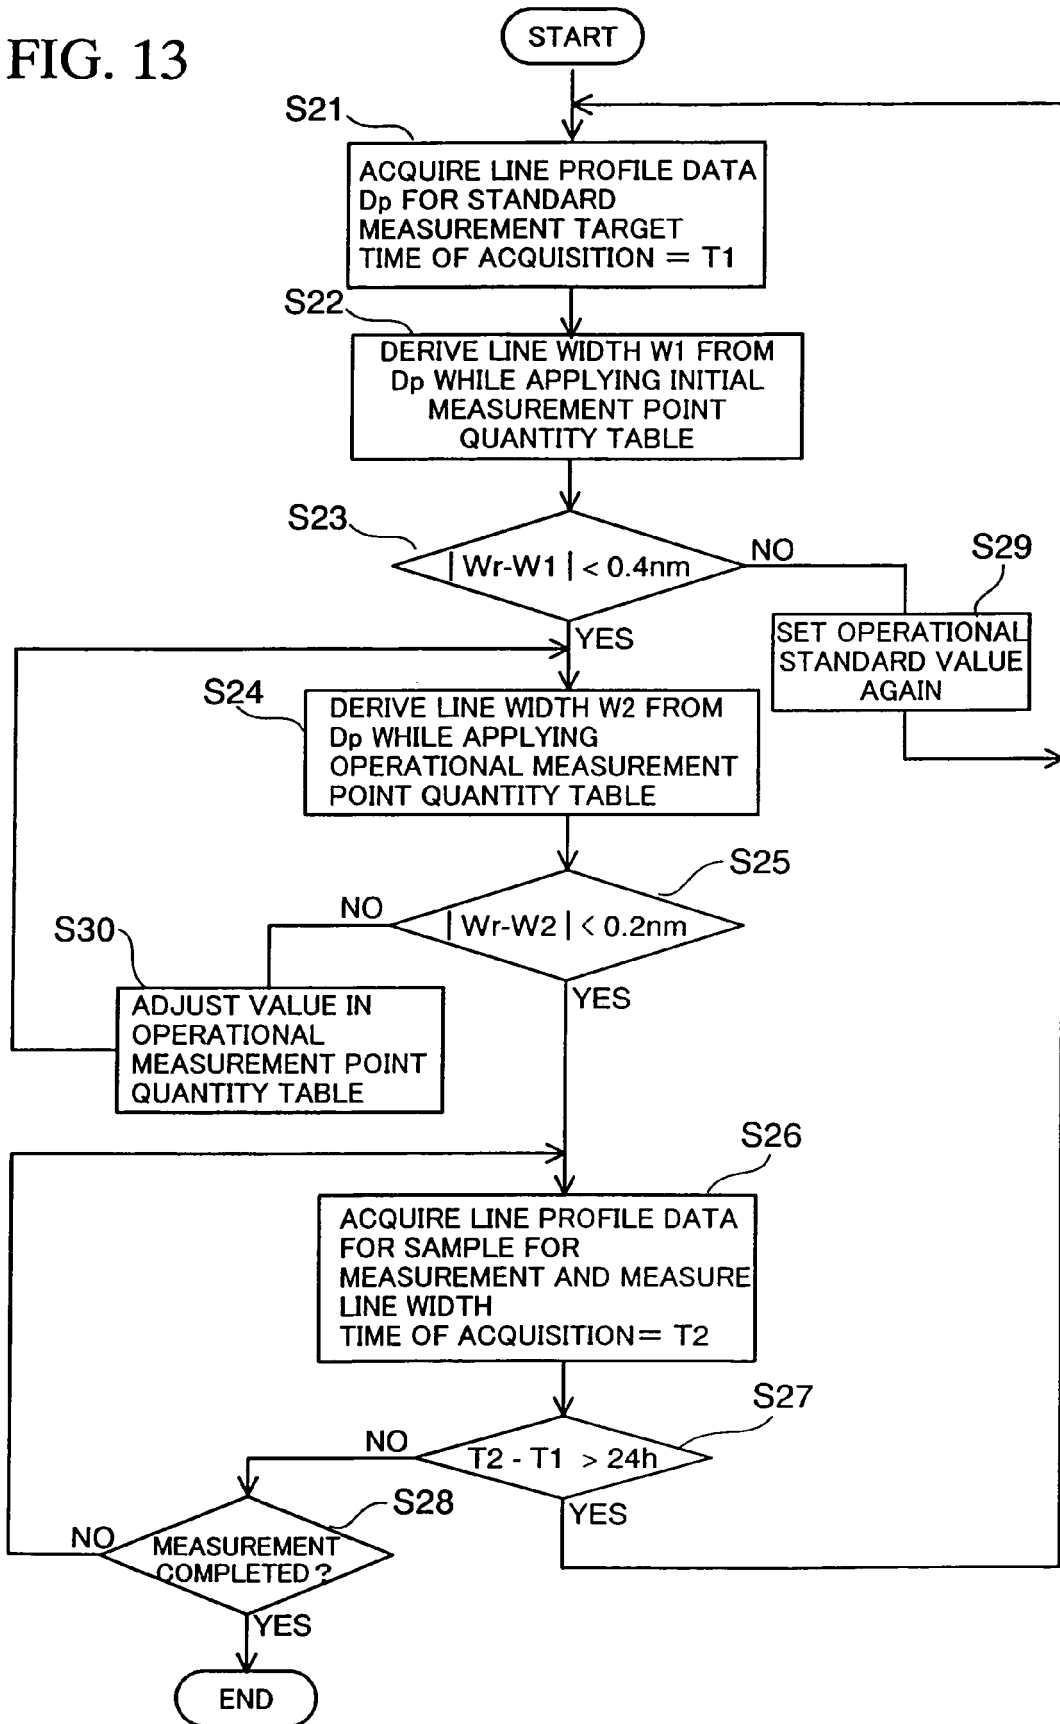 FIG. 13
START
S21
ACQUIRE LINE PROFILE DATA
Dp FOR STANDARD
MEASUREMENT TARGET
TIME OF ACQUISITION = T1
S22
DERIVE LINE WIDTH W1 FROM
Dp WHILE APPLYING INITIAL
MEASUREMENT POINT
QUANTITY TABLE
S23
| Wr-W1 | < 0.4nm
NO
YES
S29
SET OPERATIONAL
STANDARD VALUE
AGAIN
S24
DERIVE LINE WIDTH W2 FROM
Dp WHILE APPLYING
OPERATIONAL MEASUREMENT
POINT QUANTITY TABLE
S25
| Wr-W2 | < 0.2nm
NO
YES
S30
ADJUST VALUE IN
OPERATIONAL
MEASUREMENT POINT
QUANTITY TABLE
S26
ACQUIRE LINE PROFILE DATA
FOR SAMPLE FOR
MEASUREMENT AND MEASURE
LINE WIDTH
TIME OF ACQUISITION = T2
S27
T2 - T1 > 24h
NO
YES
S28
MEASUREMENT
COMPLETED ?
NO
YES
END